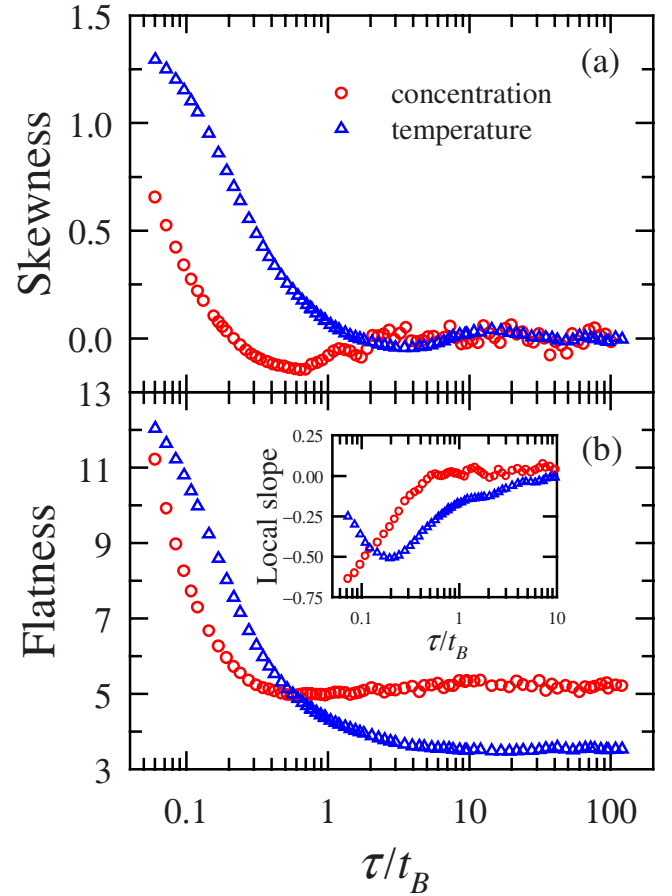 1.5
1.0
0.5
0.0
Skewness
(a)
concentration
temperature
13
11
9
7
5
3
Flatness
(b)
0.25
0.00
−0.25
−0.50
−0.75
Local slope
0.1 1 10
τ/t_B
0.1 1 10 100
τ/t_B